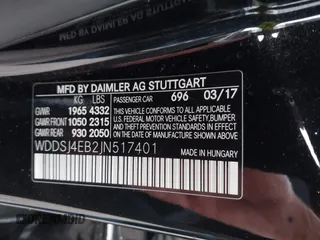 MFD BY DAIMLER AG STUTTGART
KG LBS PASSENGER CAR 696 03/17
GVWR 1965 4332
GAWR FRONT 1050 2315
GAWR REAR 930 2050
THIS VEHICLE CONFORMS TO ALL APPLICABLE
U.S. FEDERAL MOTOR VEHICLE SAFETY, BUMPER,
AND THEFT PREVENTION STANDARDS IN EFFECT
ON THE DATE OF MANUFACTURE SHOWN ABOVE.
WDDSJ4EB2JN517401
MADE IN HUNGARY